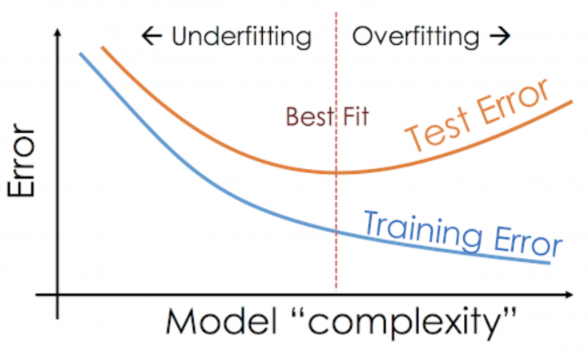 ← Underfitting
Overfitting →
Best Fit
Test Error
Error
Training Error
Model “complexity”